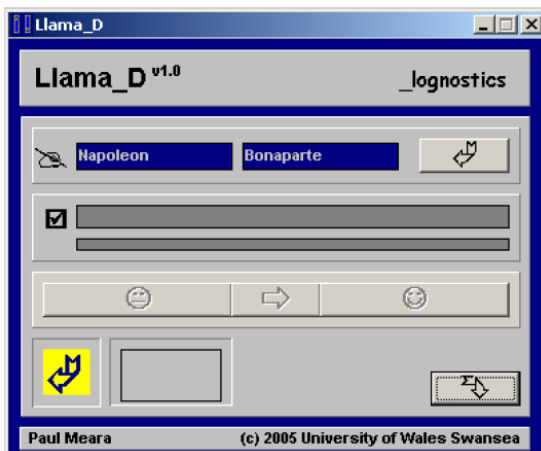 Llama_D
Llama_D v1.0 _lognostics
Napoleon Bonaparte
Paul Meara (c) 2005 University of Wales Swansea